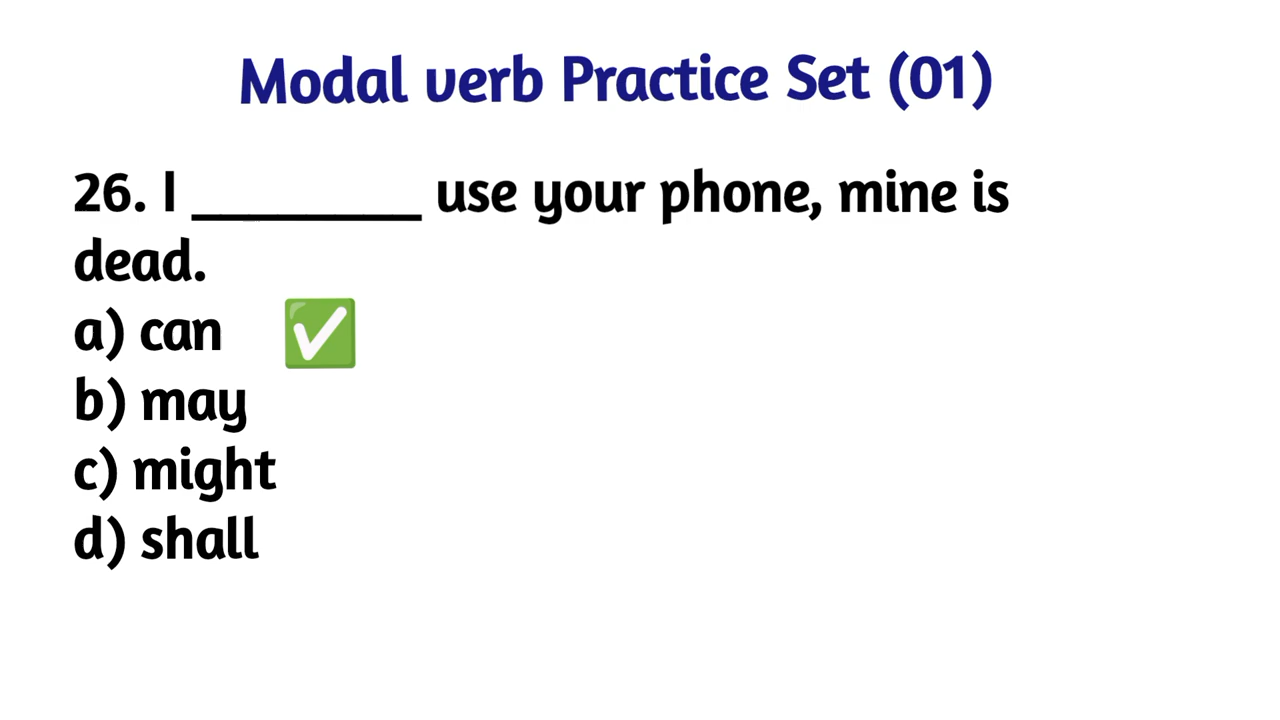 Modal verb Practice Set (01)
26. I ________ use your phone, mine is
dead.
a) can ✅
b) may
c) might
d) shall